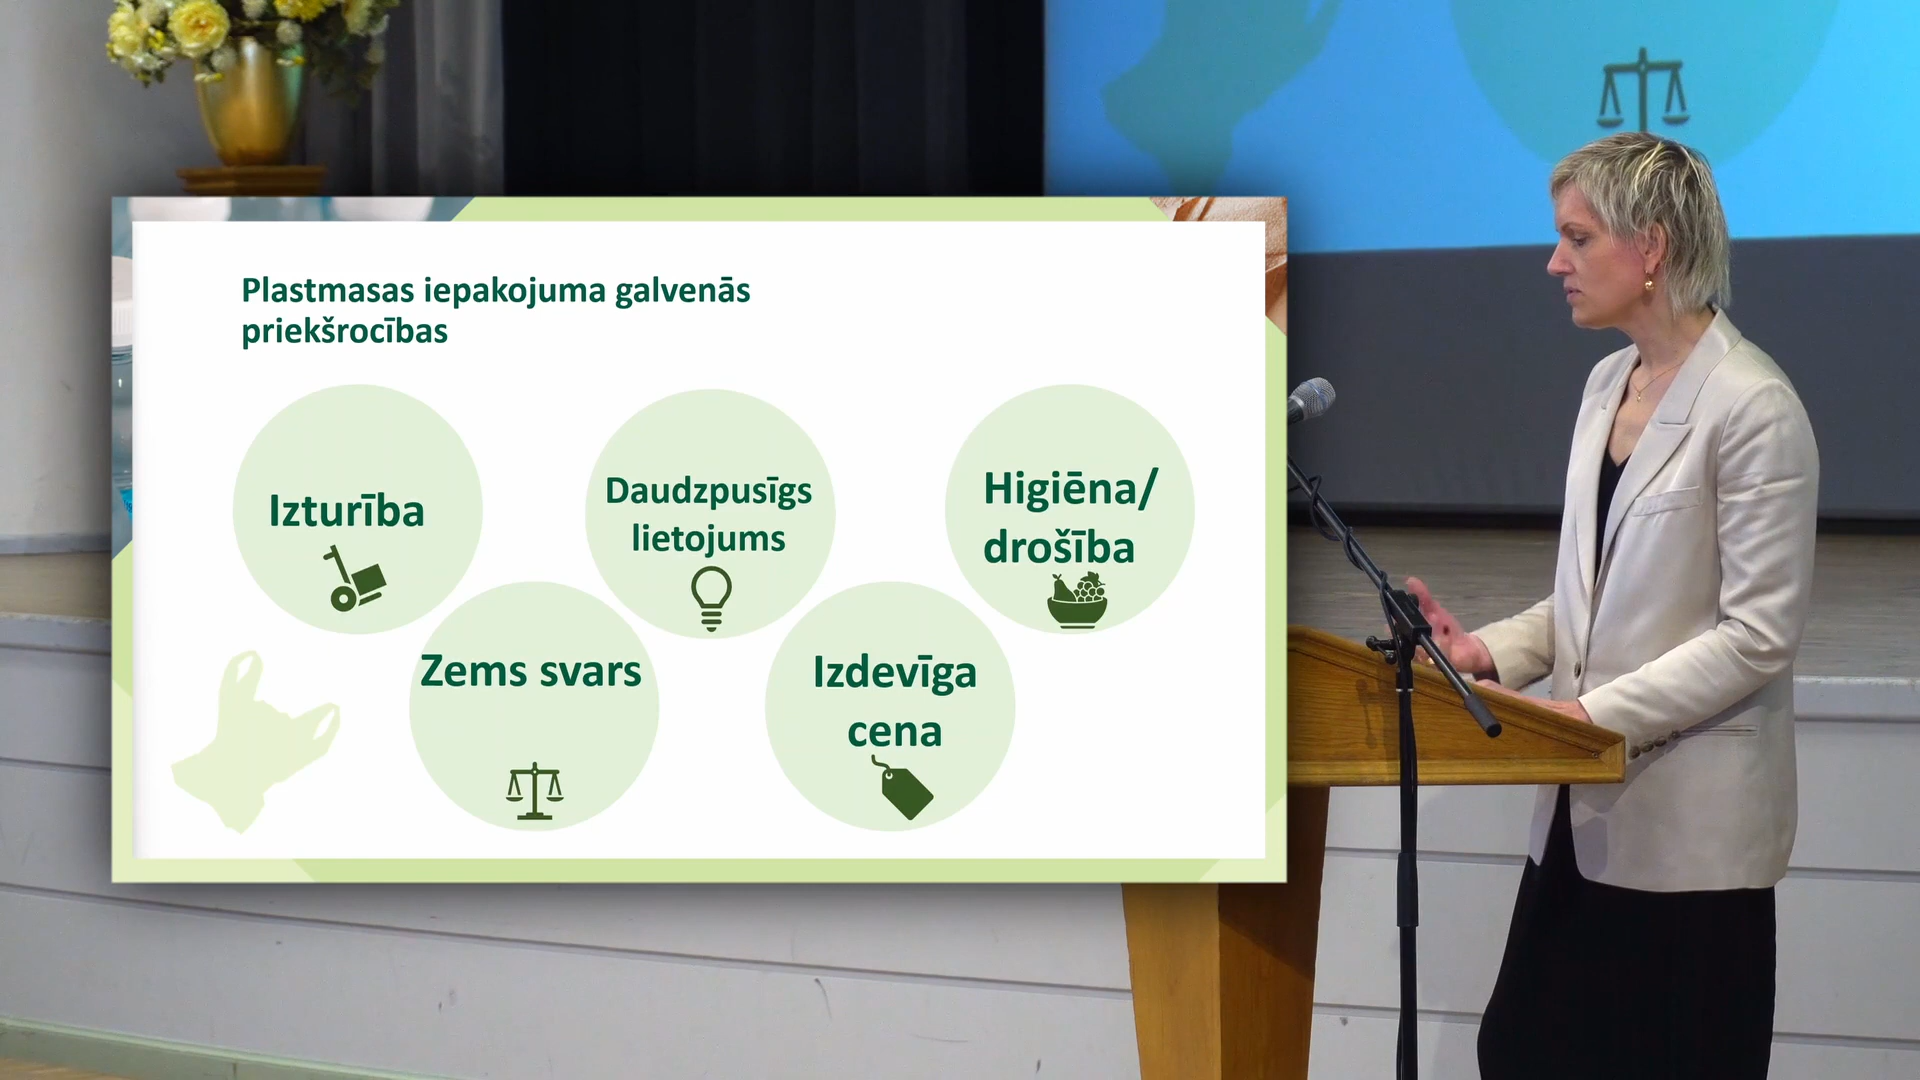 Plastmasas iepakojuma galvenās
priekšrocības
Izturība
Daudzpusīgs
lietojums
Higiēna/
drošība
Zems svars
Izdevīga
cena